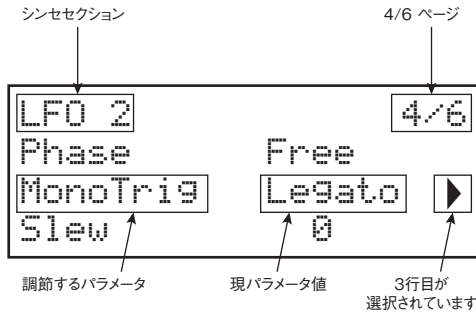 シンセセクション 4/6 ページ
LFO 2 4/6
Phase Free
MonoTrig Legato ▶
Slew 0
調節するパラメータ 現パラメータ値 3行目が
選択されています